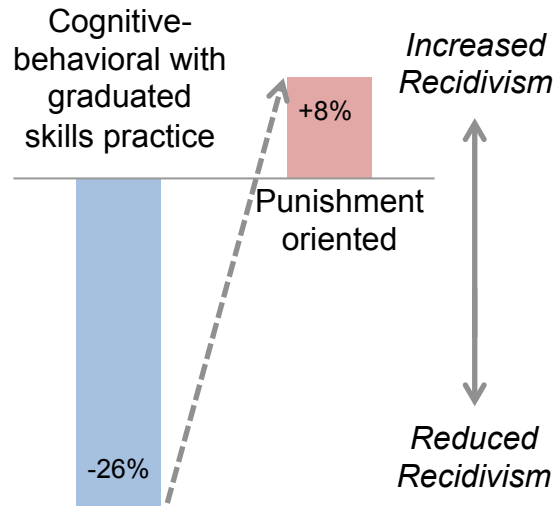 Cognitive-
behavioral with
graduated
skills practice
Increased
Recidivism
+8%
Punishment
oriented
-26%
Reduced
Recidivism